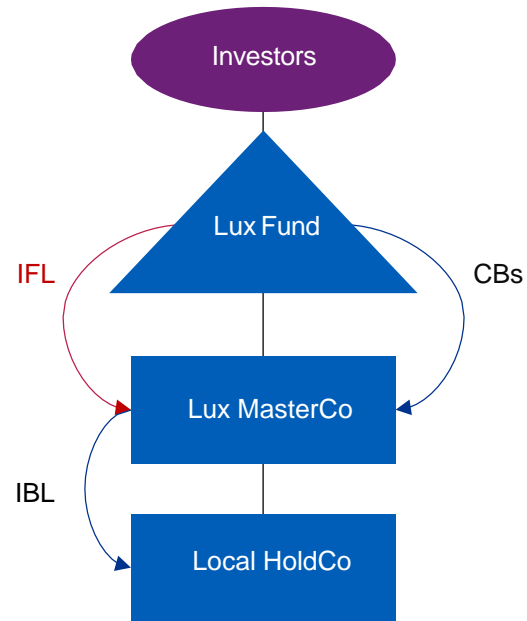 Investors
Lux Fund
IFL
CBs
Lux MasterCo
IBL
Local HoldCo